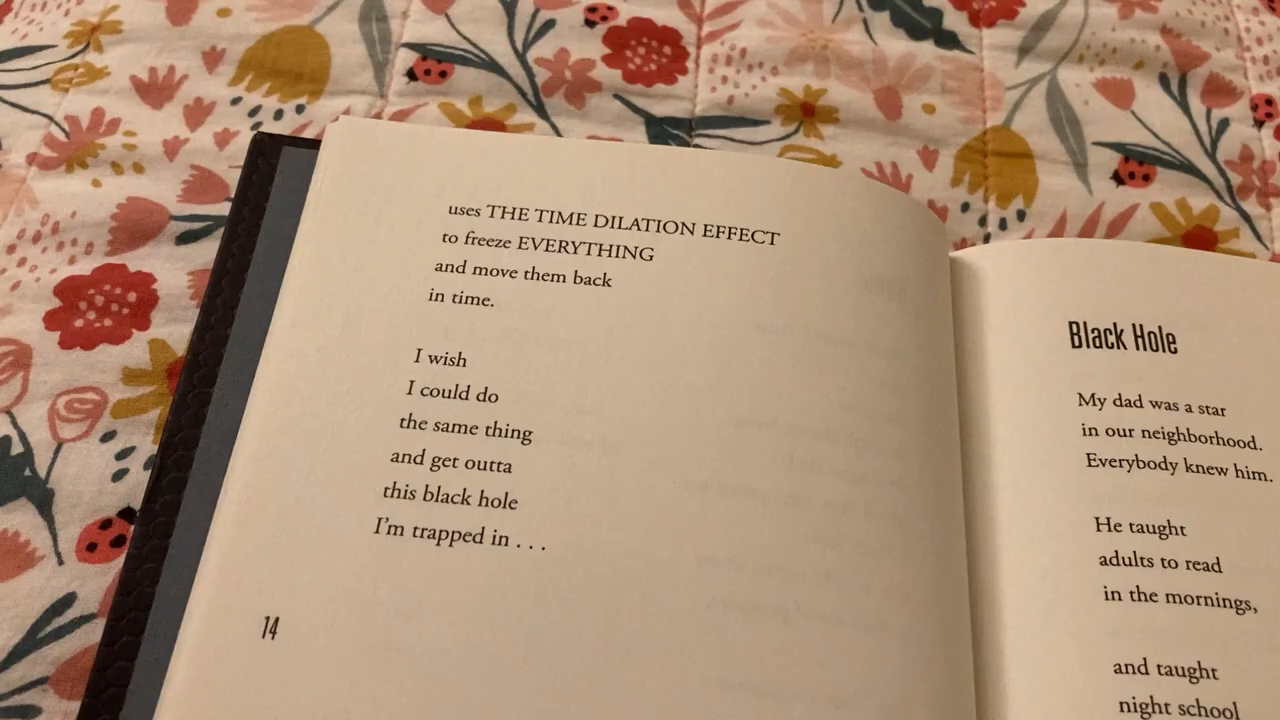 uses THE TIME DILATION EFFECT
to freeze EVERYTHING
and move them back
in time.
I wish
I could do
the same thing
and get outta
this black hole
I'm trapped in . . .
14
Black Hole
My dad was a star
in our neighborhood.
Everybody knew him.
He taught
adults to read
in the mornings,
and taught
night school